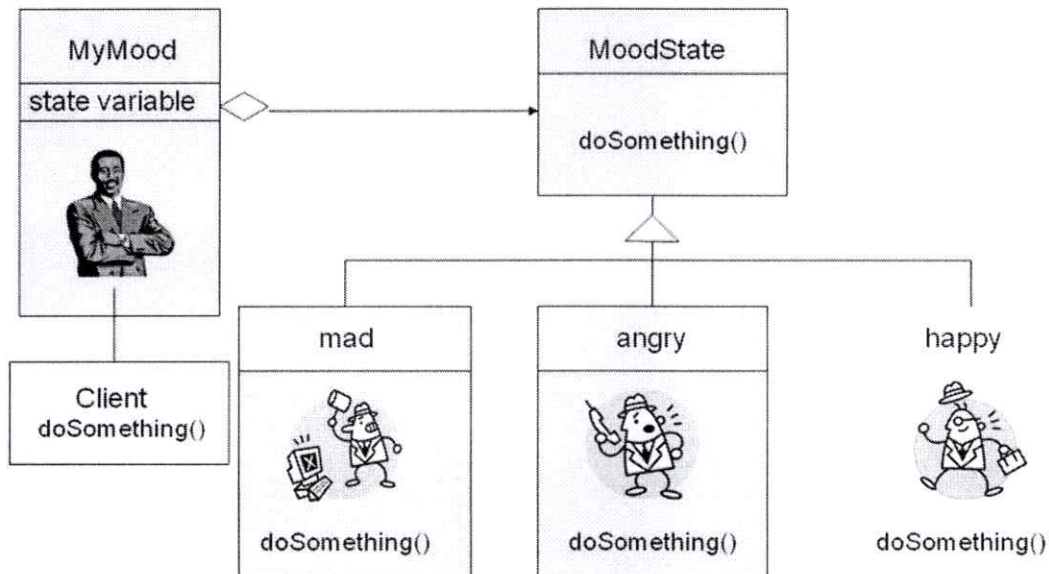 MyMood
state variable
MoodState
doSomething()
Client
doSomething()
mad
doSomething()
angry
doSomething()
happy
doSomething()